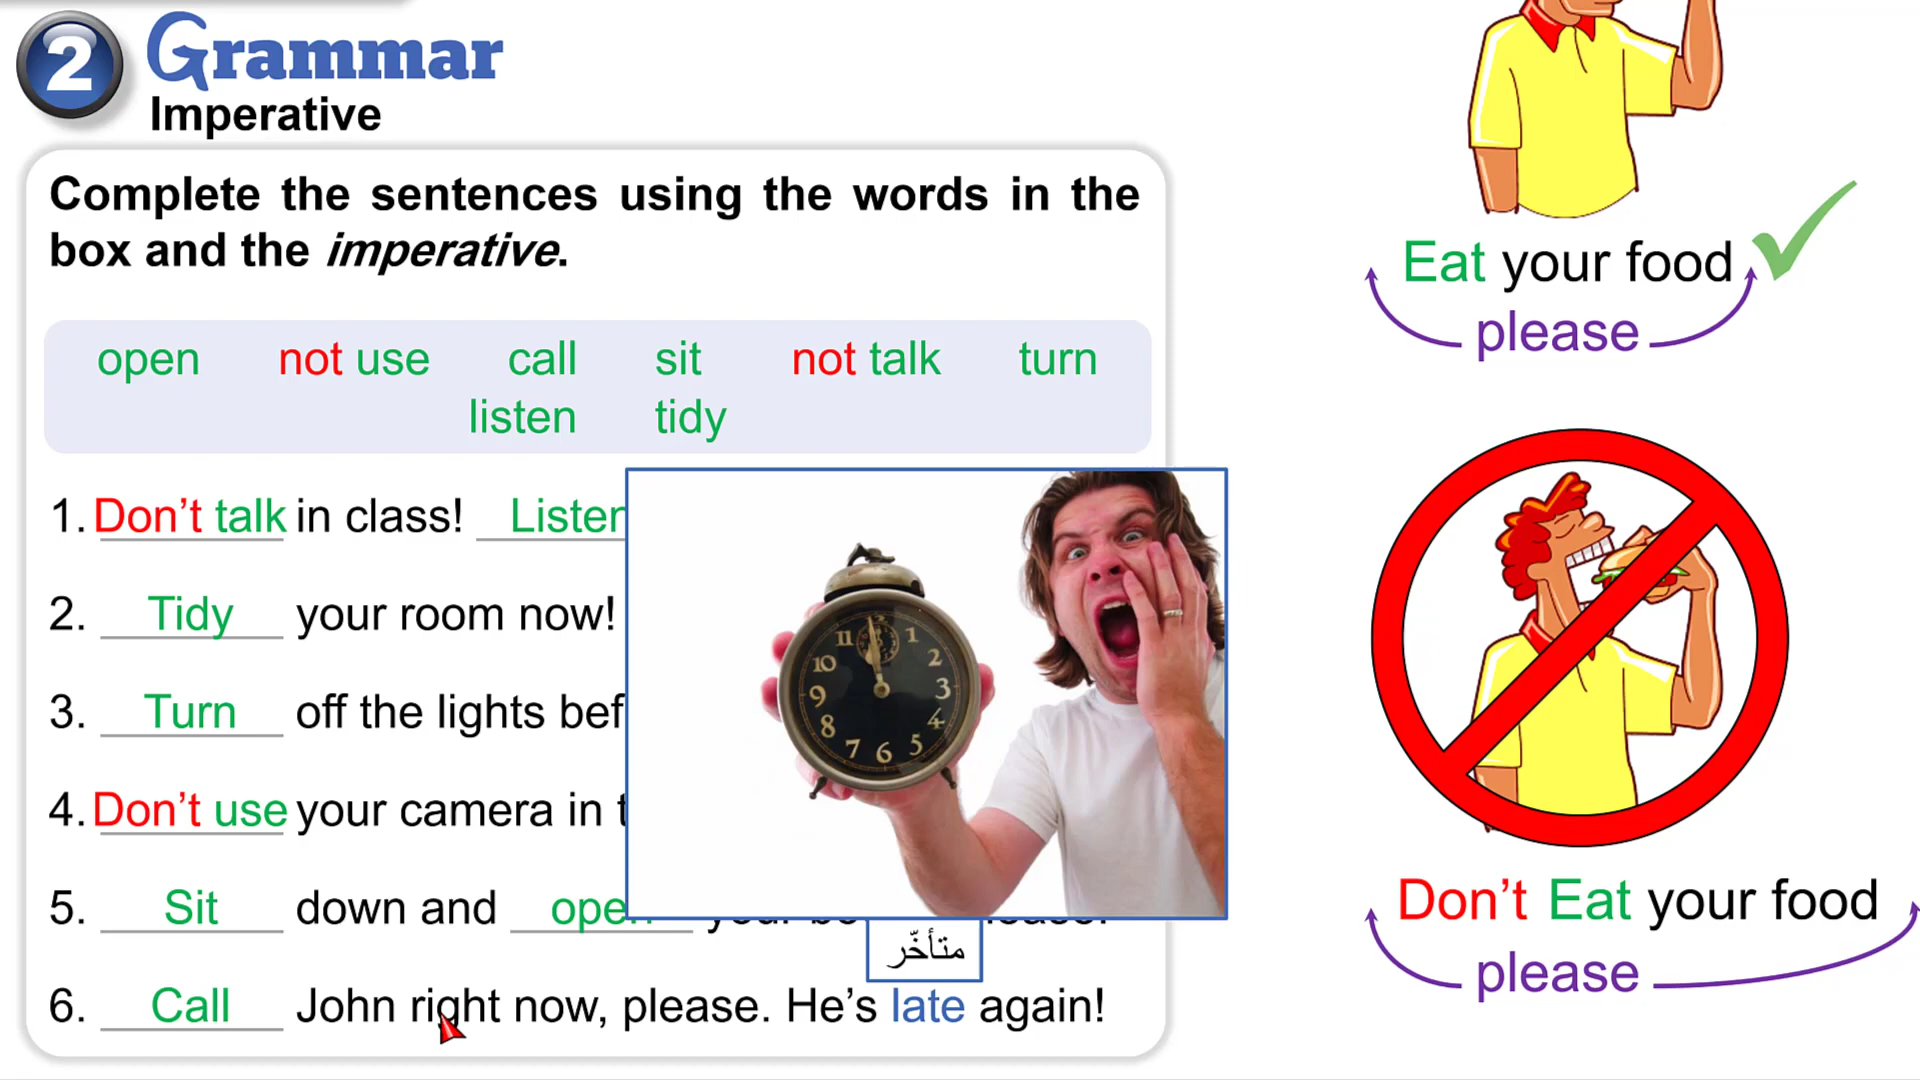 2 Grammar
Imperative
Complete the sentences using the words in the
box and the imperative.
open not use call sit not talk turn
listen tidy
1. Don't talk in class! Listen
2. Tidy your room now!
3. Turn off the lights bef
4. Don't use your camera in t
5. Sit down and open your
متأخّر
6. Call John right now, please. He's late again!
11 12 1
10 2
9 3
8 4
7 6 5
Eat your food
please
Don't Eat your food
please